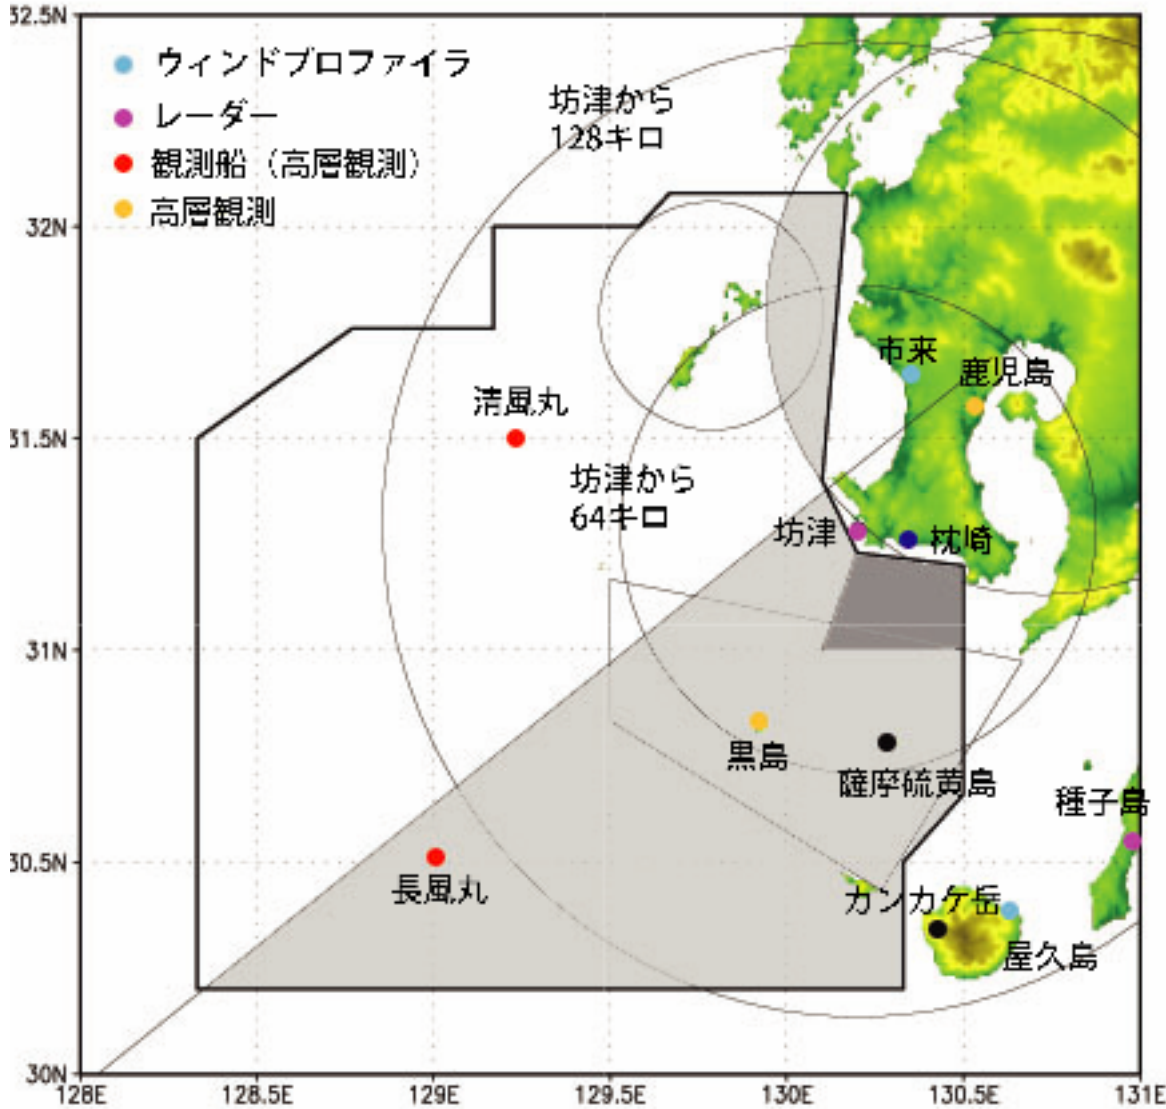 32.5N
ウィンドプロファイラ
レーダー
観測船（高層観測）
高層観測
坊津から
128キロ
32N
市来
鹿児島
清風丸
31.5N
坊津から
64キロ
坊津
枕崎
31N
黒島
薩摩硫黄島
種子島
30.5N
長風丸
カンカケ岳
屋久島
30N
128E
128.5E
129E
129.5E
130E
130.5E
131E